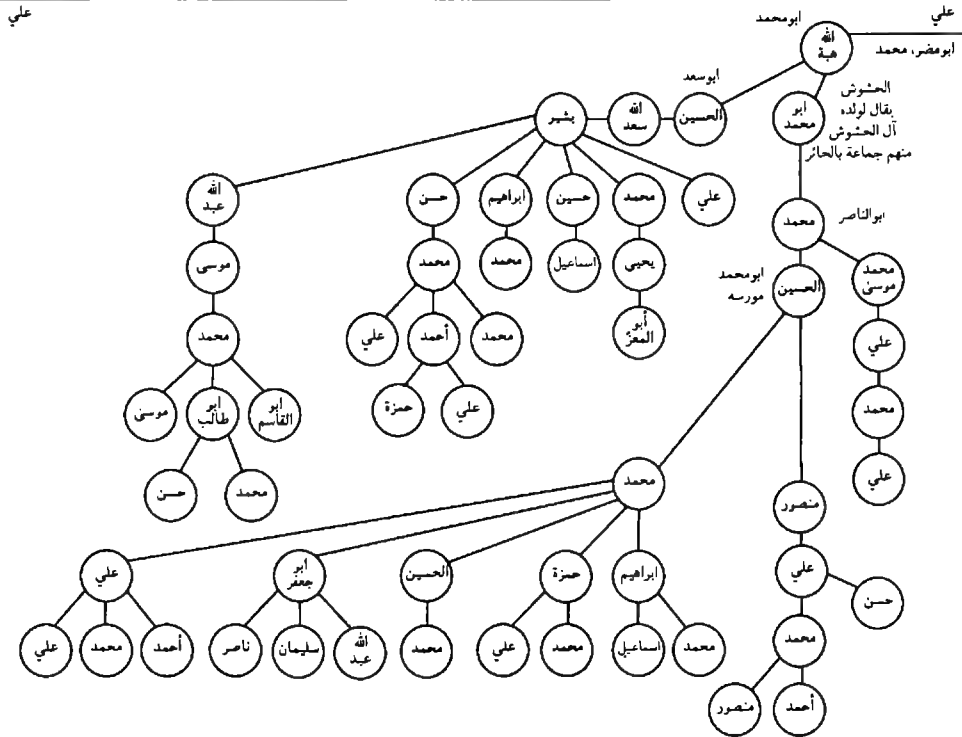 علي
ابومحمد
علي
ابومضر، محمد
الله
هبة
ابوسعد
الحشوش
يقال لولده
آل الحشوش
منهم جماعة بالحائر
ابو
محمد
الحسين
الله
سعد
بشير
علي
محمد
حسين
ابراهيم
حسن
الله
عبد
ابوالناصر
محمد
محمد
موسى
ابومحمد
مورسه
الحسين
يحيي
اسماعيل
محمد
محمد
موسى
علي
أبو
المعز
محمد
أحمد
علي
محمد
محمد
علي
حمزة
ابو
القاسم
ابو
طالب
موسى
علي
محمد
محمد
حسن
منصور
علي
حسن
ابراهيم
حمزة
الحسين
ابو
جعفر
علي
محمد
محمد
اسماعيل
محمد
علي
محمد
الله
عبد
سليمان
ناصر
أحمد
محمد
علي
أحمد
منصور